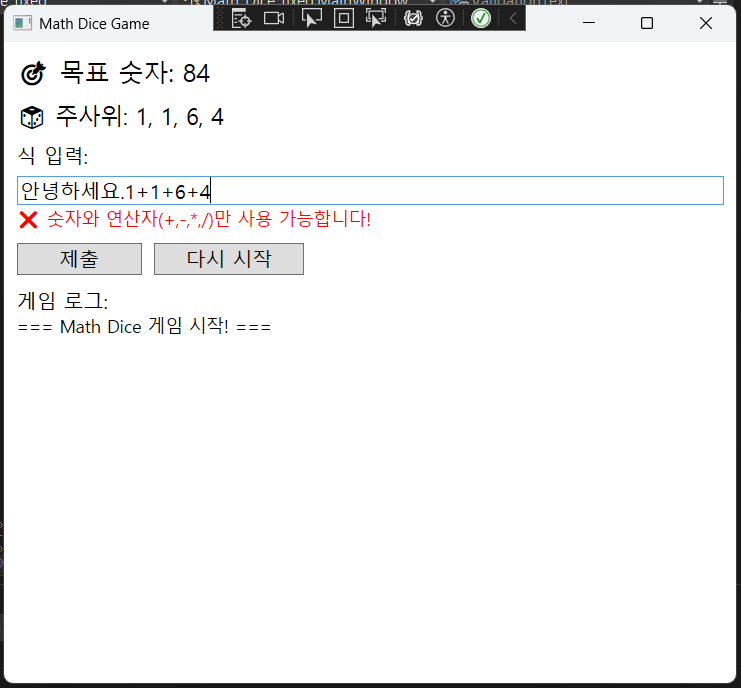 Math Dice Game
목표 숫자: 84
주사위: 1, 1, 6, 4
식 입력:
안녕하세요.1+1+6+4
❌ 숫자와 연산자(+,-,*,/)만 사용 가능합니다!
제출 다시 시작
게임 로그:
=== Math Dice 게임 시작! ===